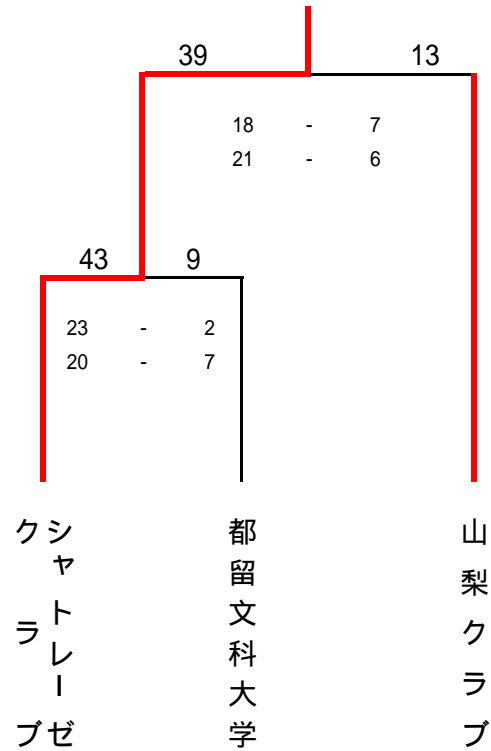 39 13
18 - 7
21 - 6
43 9
23 - 2
20 - 7
シャトレーゼ
クラブ
都留文科大学
山梨クラブ